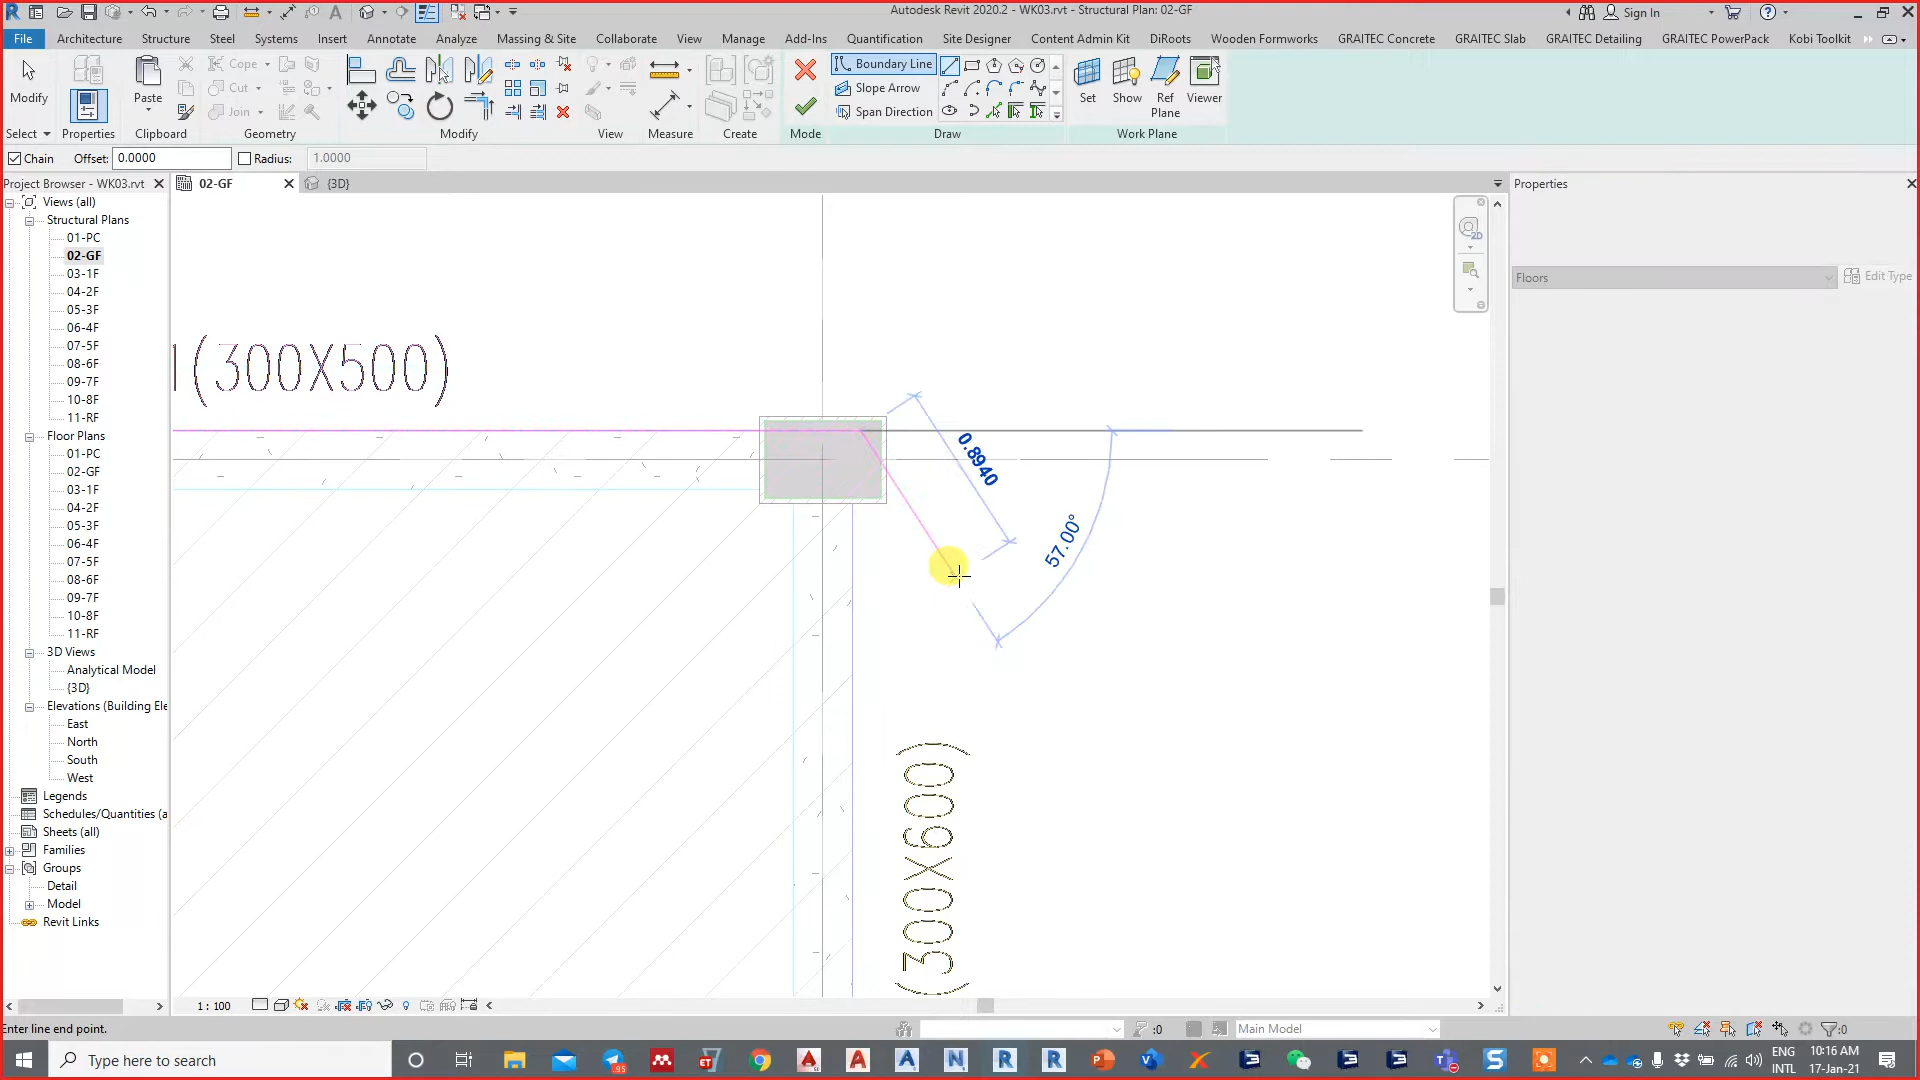 Autodesk Revit 2020.2 - WK03.rvt - Structural Plan: 02-GF
Sign In
File Architecture Structure Steel Systems Insert Annotate Analyze Massing & Site Collaborate View Manage Add-Ins Quantification Site Designer Content Admin Kit DiRoots Wooden Formworks GRAITEC Concrete GRAITEC Slab GRAITEC Detailing GRAITEC PowerPack Kobi Toolkit
Modify
Paste
Cope
Cut
Join
Boundary Line
Slope Arrow
Span Direction
Set
Show
Ref
Plane
Viewer
Select Properties Clipboard Geometry Modify View Measure Create Mode Draw Work Plane
Chain Offset: 0.0000 Radius: 1.0000
Project Browser - WK03.rvt
02-GF
{3D}
Properties
Floors
Edit Type
Views (all)
Structural Plans
01-PC
02-GF
03-1F
04-2F
05-3F
06-4F
07-5F
08-6F
09-7F
10-8F
11-RF
Floor Plans
01-PC
02-GF
03-1F
04-2F
05-3F
06-4F
07-5F
08-6F
09-7F
10-8F
11-RF
3D Views
Analytical Model
{3D}
Elevations (Building Ele
East
North
South
West
Legends
Schedules/Quantities (a
Sheets (all)
Families
Groups
Detail
Model
Revit Links
(300X500)
0.8940
57.00°
(300X600)
2D
1 : 100
Enter line end point.
:0
Main Model
:0
Type here to search
95
ENG
INTL
10:16 AM
17-Jan-21